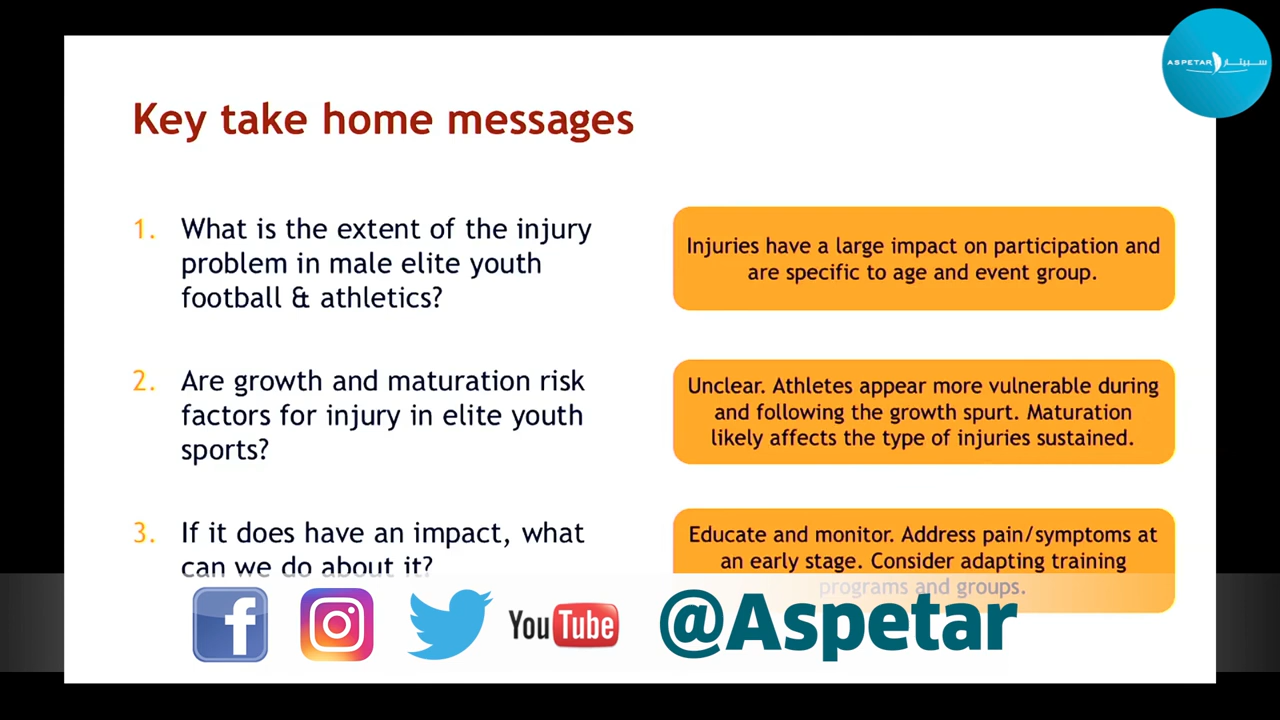 ASPETAR سبيتار
Key take home messages
1. What is the extent of the injury
problem in male elite youth
football & athletics?
Injuries have a large impact on participation and
are specific to age and event group.
2. Are growth and maturation risk
factors for injury in elite youth
sports?
Unclear. Athletes appear more vulnerable during
and following the growth spurt. Maturation
likely affects the type of injuries sustained.
3. If it does have an impact, what
can we do about it?
Educate and monitor. Address pain/symptoms at
an early stage. Consider adapting training
programs and groups.
f
You Tube
@Aspetar